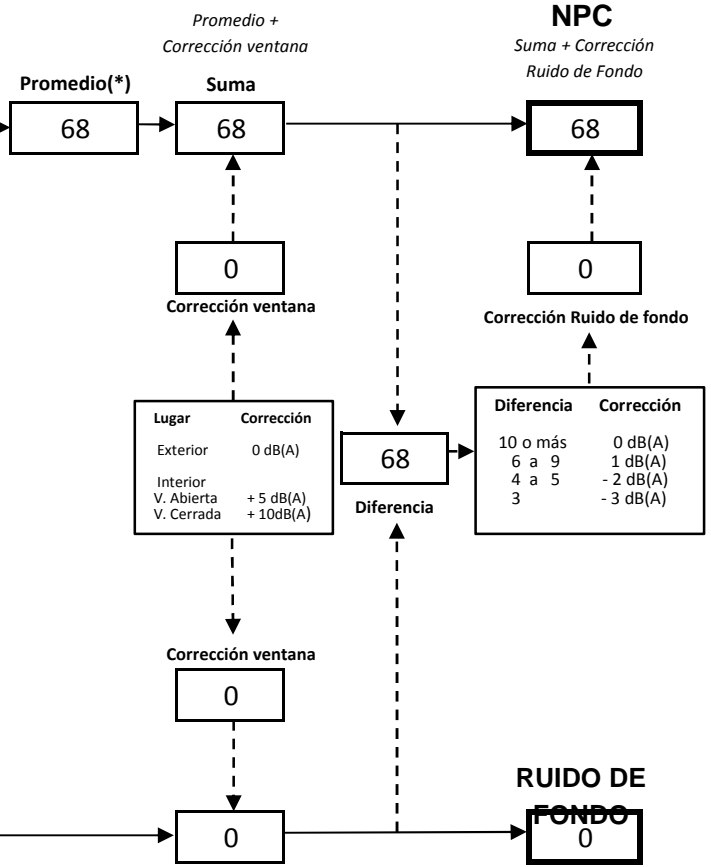 Promedio +
Corrección ventana
NPC
Suma + Corrección
Ruido de Fondo
Promedio(*)
Suma
68
68
68
0
0
Corrección ventana
Corrección Ruido de fondo
Lugar Corrección
Exterior 0 dB(A)
Interior
V. Abierta + 5 dB(A)
V. Cerrada + 10dB(A)
68
Diferencia
Diferencia Corrección
10 o más 0 dB(A)
6 a 9 1 dB(A)
4 a 5 - 2 dB(A)
3 - 3 dB(A)
Corrección ventana
0
RUIDO DE
FONDO
0
0